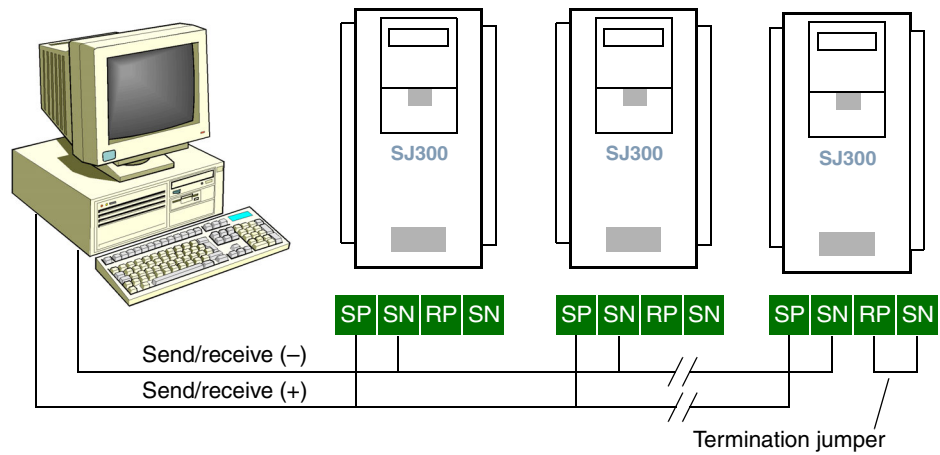 SJ300
SJ300
SJ300
SP SN RP SN
SP SN RP SN
SP SN RP SN
Send/receive (–)
Send/receive (+)
Termination jumper